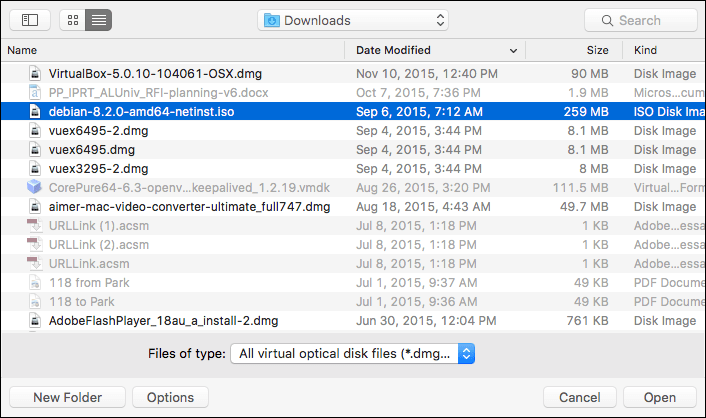 Downloads
Search
Name Date Modified Size Kind
VirtualBox-5.0.10-104061-OSX.dmg Nov 10, 2015, 12:40 PM 90 MB Disk Image
PP_IPRT_ALUniv_RFI-planning-v6.docx Oct 7, 2015, 7:36 PM 1.9 MB Micros...cume
debian-8.2.0-amd64-netinst.iso Sep 6, 2015, 7:12 AM 259 MB ISO Disk Ima
vuex6495-2.dmg Sep 4, 2015, 3:44 PM 8.1 MB Disk Image
vuex6495.dmg Sep 4, 2015, 3:44 PM 8.1 MB Disk Image
vuex3295-2.dmg Sep 4, 2015, 3:44 PM 8 MB Disk Image
CorePure64-6.3-openv...keepalived_1.2.19.vmdk Aug 26, 2015, 3:20 PM 111.5 MB Virtual...Form
aimer-mac-video-converter-ultimate_full747.dmg Aug 18, 2015, 4:43 AM 49.7 MB Disk Image
URLLink (1).acsm Jul 8, 2015, 1:18 PM 1 KB Adobe...essa
URLLink (2).acsm Jul 8, 2015, 1:18 PM 1 KB Adobe...essa
URLLink.acsm Jul 8, 2015, 1:18 PM 1 KB Adobe...essa
118 from Park Jul 1, 2015, 9:37 AM 49 KB PDF Docume
118 to Park Jul 1, 2015, 9:36 AM 49 KB PDF Docume
AdobeFlashPlayer_18au_a_install-2.dmg Jun 30, 2015, 12:04 PM 761 KB Disk Image
Files of type: All virtual optical disk files (*.dmg...
New Folder Options Cancel Open